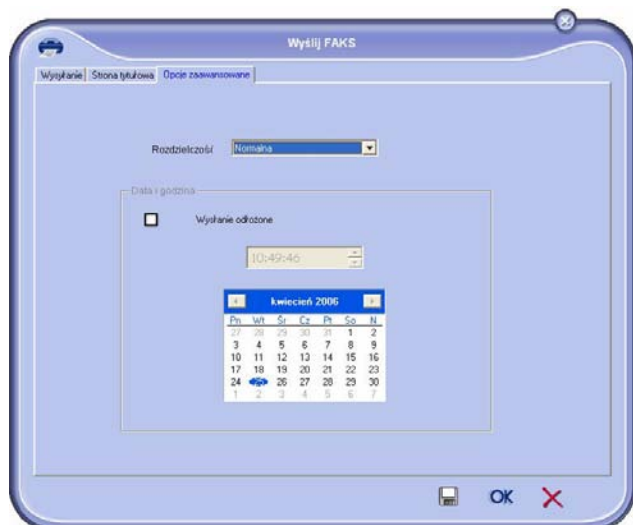 Wyślij FAKS
Wysyłanie Strona tytułowa Opcje zaawansowane
Rozdzielczość Normalna
Data i godzina
Wysłanie odłożone
10:49:46
kwiecień 2006
Pn Wt Śr Cz Pt So N
27 28 29 30 31 1 2
3 4 5 6 7 8 9
10 11 12 13 14 15 16
17 18 19 20 21 22 23
24 25 26 27 28 29 30
1 2 3 4 5 6 7
OK